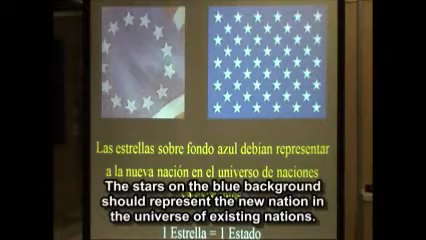 Las estrellas sobre fondo azul debían representar
a la nueva nación en el universo de naciones
The stars on the blue background
should represent the new nation in
the universe of existing nations.
1 Estrella = 1 Estado